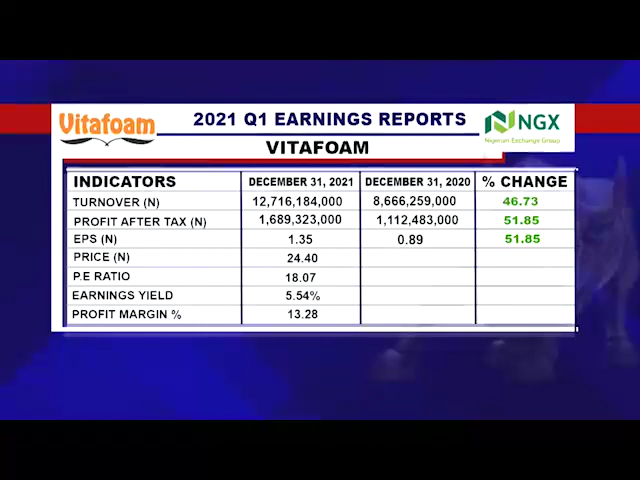 Vitafoam
2021 Q1 EARNINGS REPORTS
NGX
Nigerian Exchange Group
VITAFOAM
INDICATORS DECEMBER 31, 2021 DECEMBER 31, 2020 % CHANGE
TURNOVER (N) 12,716,184,000 8,666,259,000 46.73
PROFIT AFTER TAX (N) 1,689,323,000 1,112,483,000 51.85
EPS (N) 1.35 0.89 51.85
PRICE (N) 24.40
P.E RATIO 18.07
EARNINGS YIELD 5.54%
PROFIT MARGIN % 13.28